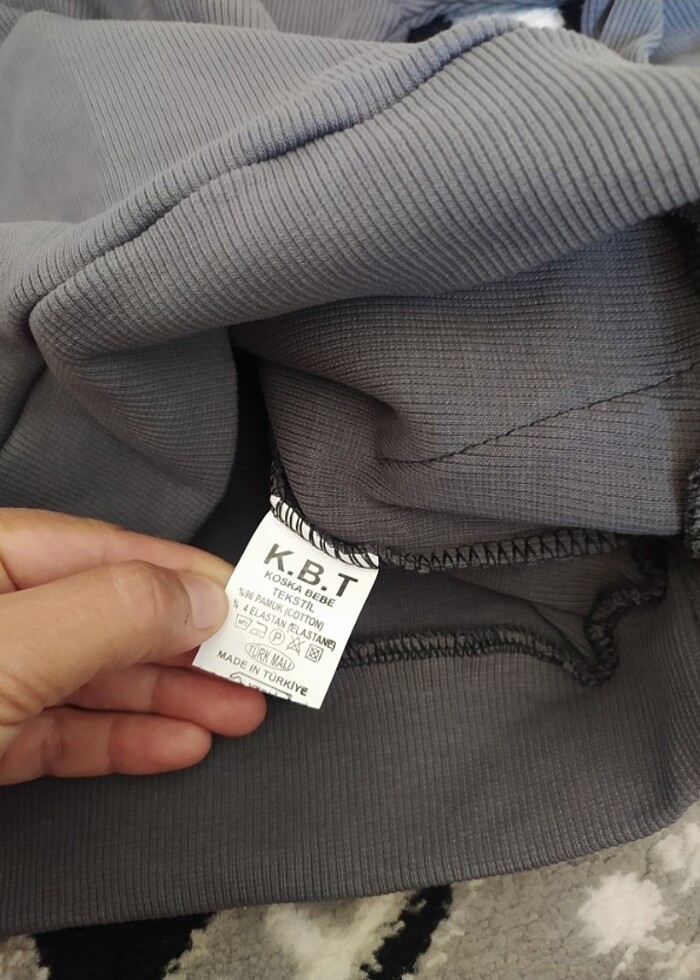 K.B.T
KOSKA BEBE
TEKSTİL
%96 PAMUK (COTTON)
% 4 ELASTAN (ELASTANE)
P
TÜRK MALI
MADE IN TÜRKİYE